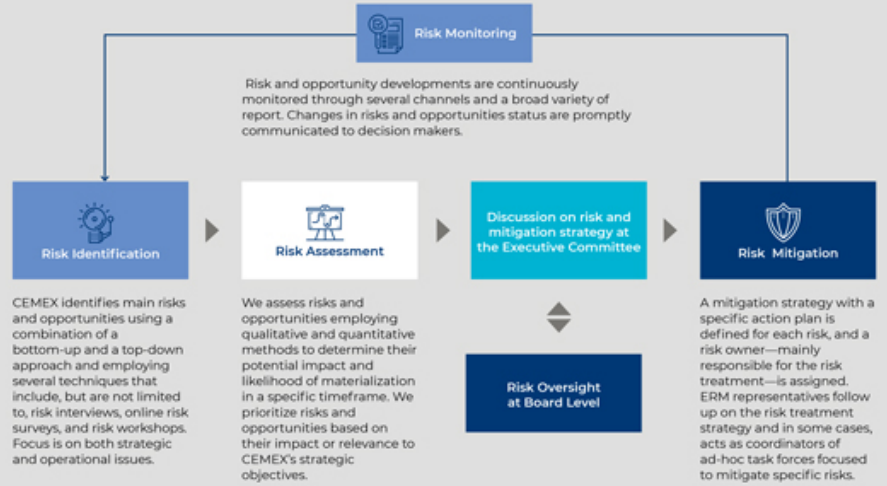 Risk Monitoring
Risk and opportunity developments are continuously
monitored through several channels and a broad variety of
report. Changes in risks and opportunities status are promptly
communicated to decision makers.
Risk Identification
CEMEX identifies main risks
and opportunities using a
combination of a
bottom-up and a top-down
approach and employing
several techniques that
include, but are not limited
to, risk interviews, online risk
surveys, and risk workshops.
Focus is on both strategic
and operational issues.
Risk Assessment
We assess risks and
opportunities employing
qualitative and quantitative
methods to determine their
potential impact and
likelihood of materialization
in a specific timeframe. We
prioritize risks and
opportunities based on
their impact or relevance to
CEMEX's strategic
objectives.
Discussion on risk and
mitigation strategy at
the Executive Committee
Risk Oversight
at Board Level
Risk Mitigation
A mitigation strategy with a
specific action plan is
defined for each risk, and a
risk owner—mainly
responsible for the risk
treatment—is assigned.
ERM representatives follow
up on the risk treatment
strategy and in some cases,
acts as coordinators of
ad-hoc task forces focused
to mitigate specific risks.